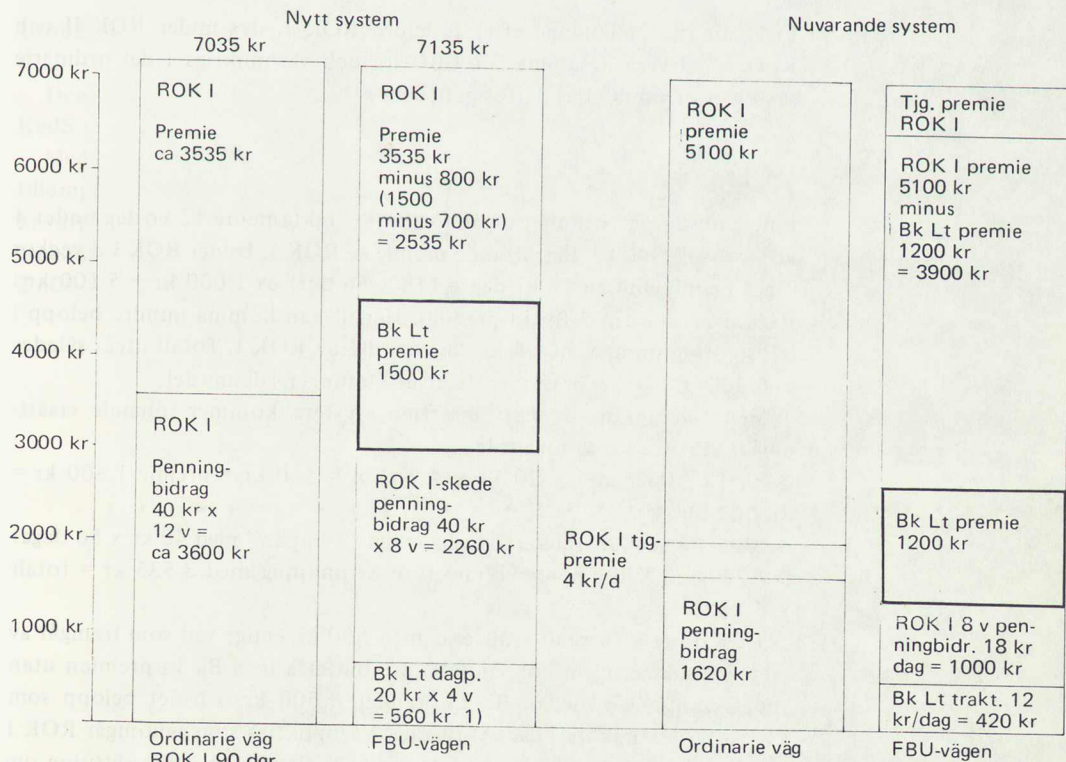 Nytt system
Nuvarande system
7035 kr
7135 kr
7000 kr
6000 kr
5000 kr
4000 kr
3000 kr
2000 kr
1000 kr
ROK I
Premie
ca 3535 kr
ROK I
Penning-
bidrag
40 kr x
12 v =
ca 3600 kr
Ordinarie väg
ROK I 90 dgr
ROK I
Premie
3535 kr
minus 800 kr
(1500
minus 700 kr)
= 2535 kr
Bk Lt
premie
1500 kr
ROK I-skede
penning-
bidrag 40 kr
x 8 v = 2260 kr
Bk Lt dagp.
20 kr x 4 v
= 560 kr 1)
FBU-vägen
ROK I
premie
5100 kr
ROK I tjg-
premie
4 kr/d
ROK I
penning-
bidrag
1620 kr
Ordinarie väg
Tjg. premie
ROK I
ROK I premie
5100 kr
minus
Bk Lt premie
1200 kr
= 3900 kr
Bk Lt premie
1200 kr
ROK I 8 v pen-
ningbidr. 18 kr
dag = 1000 kr
Bk Lt trakt. 12
kr/dag = 420 kr
FBU-vägen